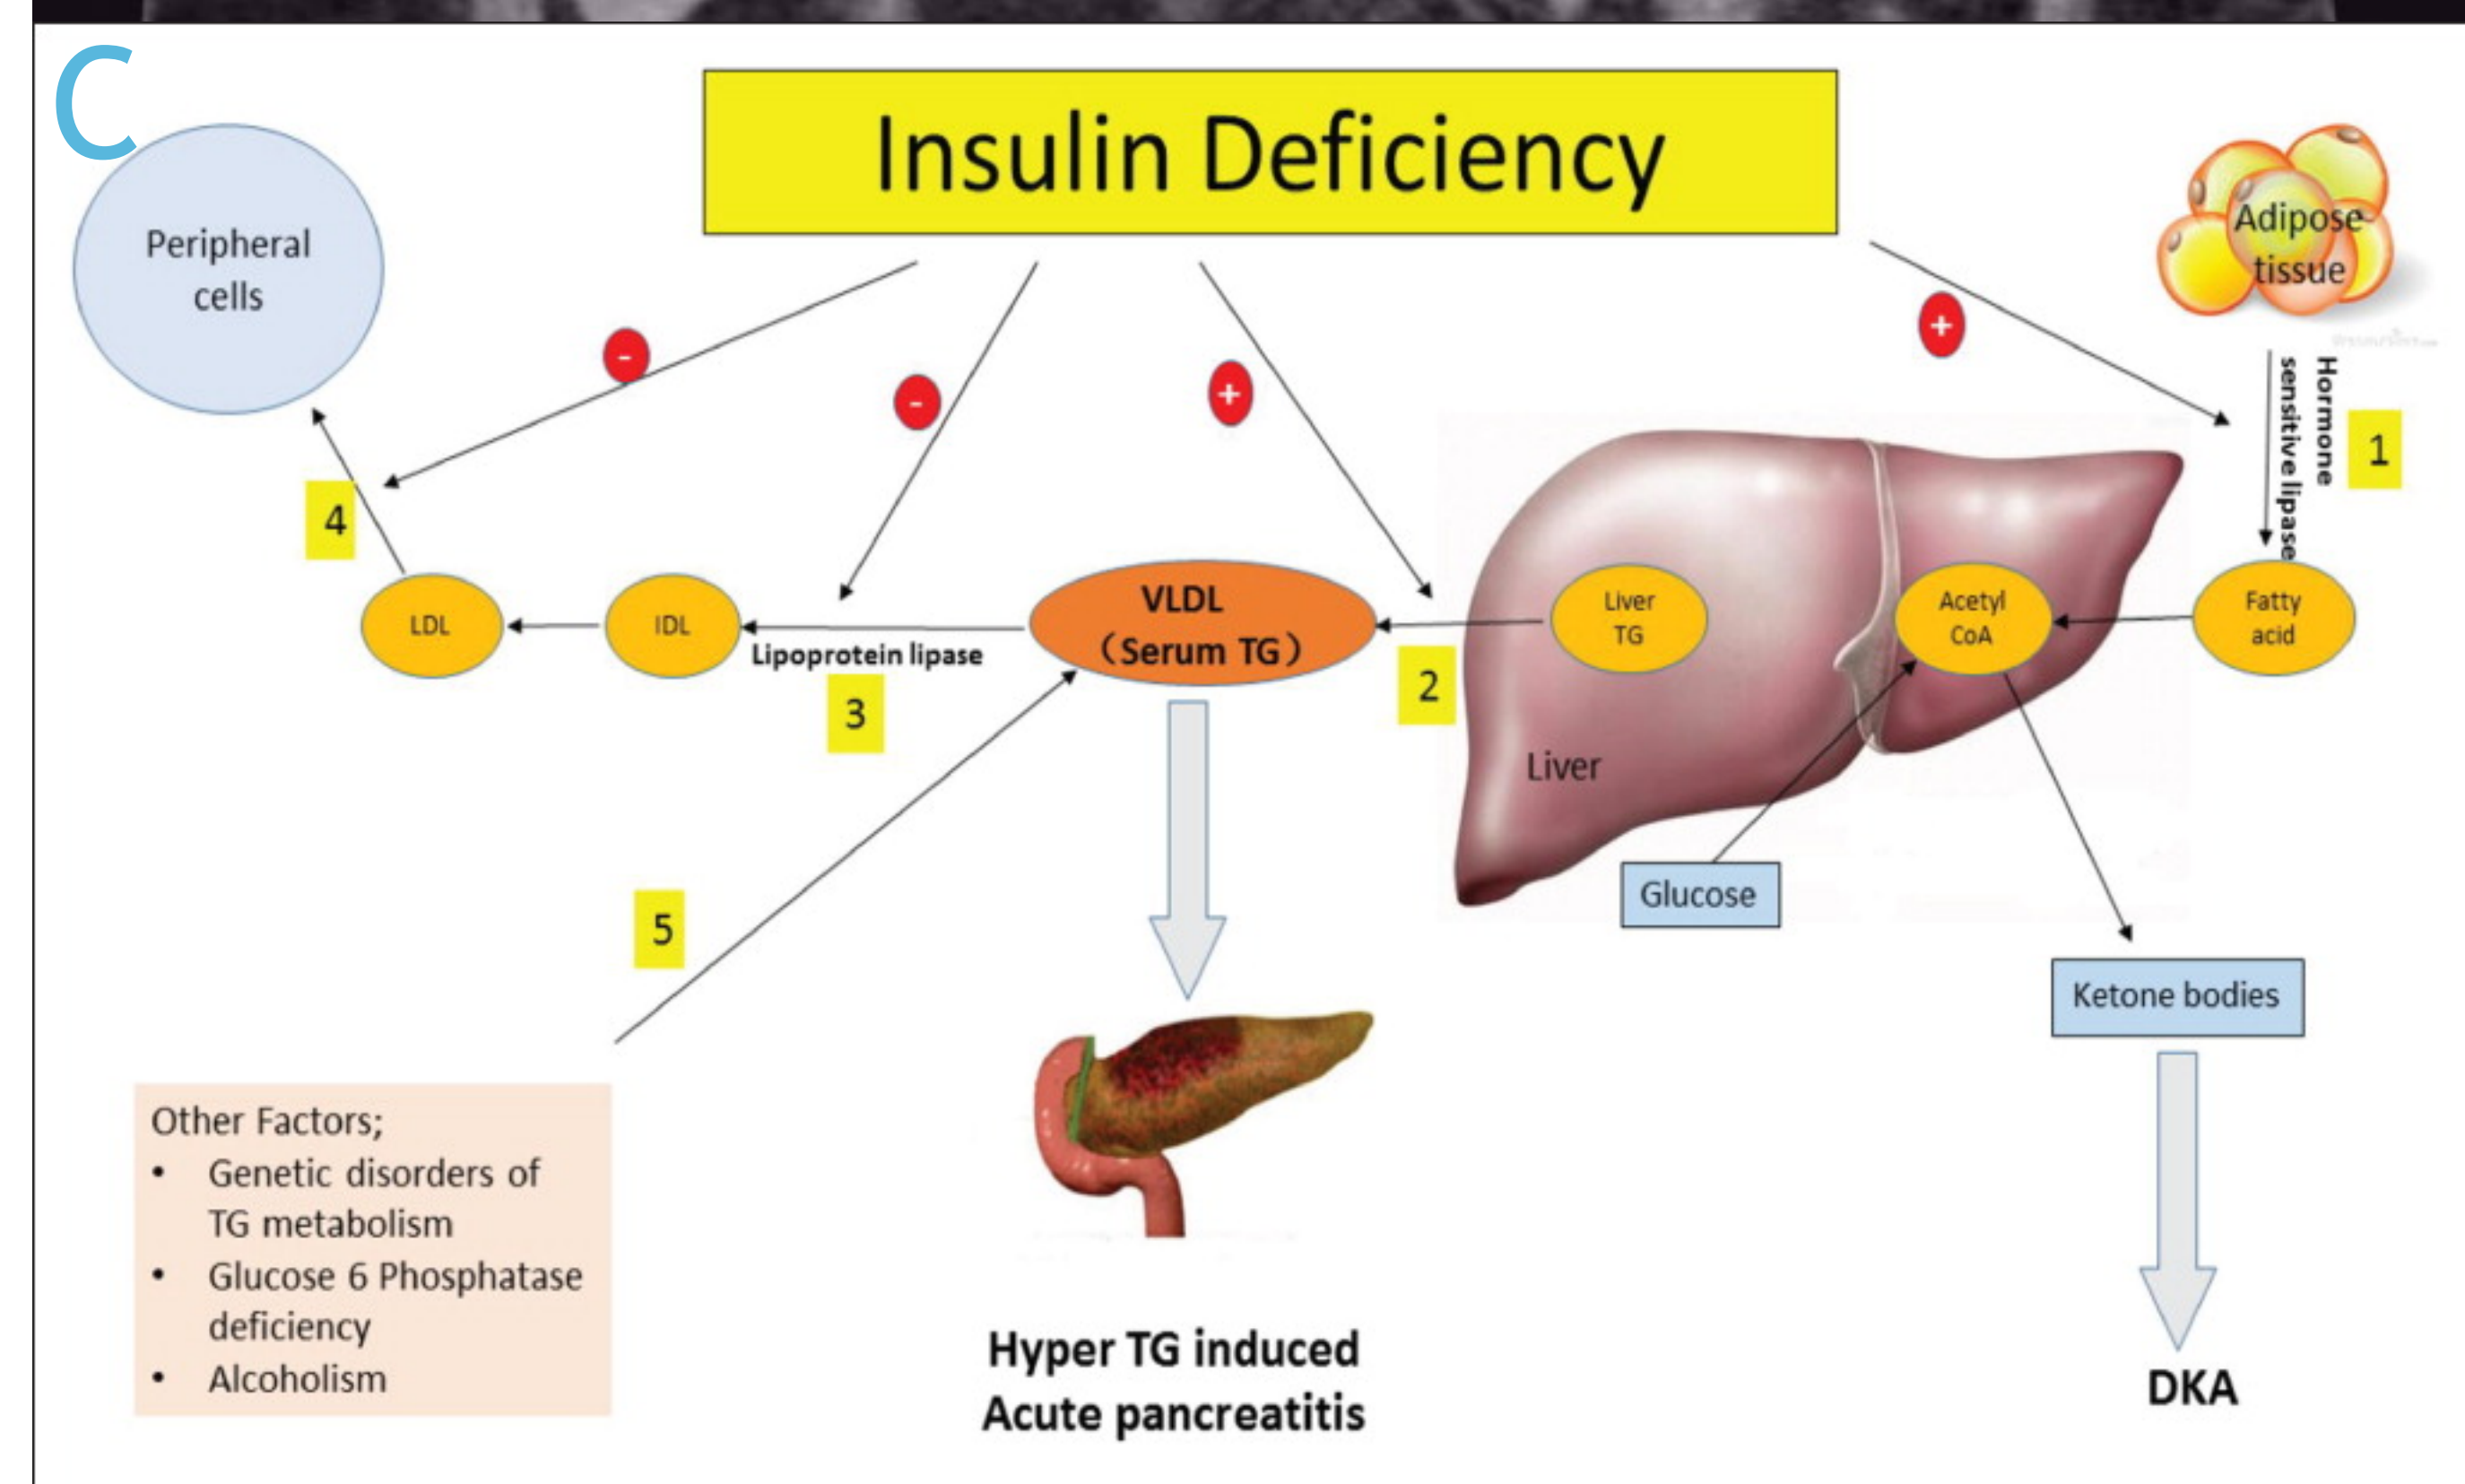 C
Insulin Deficiency
Peripheral
cells
Adipose
tissue
-
-
+
+
Hormone
sensitive lipase
1
4
LDL
IDL
Lipoprotein lipase
3
VLDL
（Serum TG）
2
Liver
TG
Acetyl
CoA
Fatty
acid
Liver
Glucose
5
Ketone bodies
Other Factors;
• Genetic disorders of
TG metabolism
• Glucose 6 Phosphatase
deficiency
• Alcoholism
Hyper TG induced
Acute pancreatitis
DKA